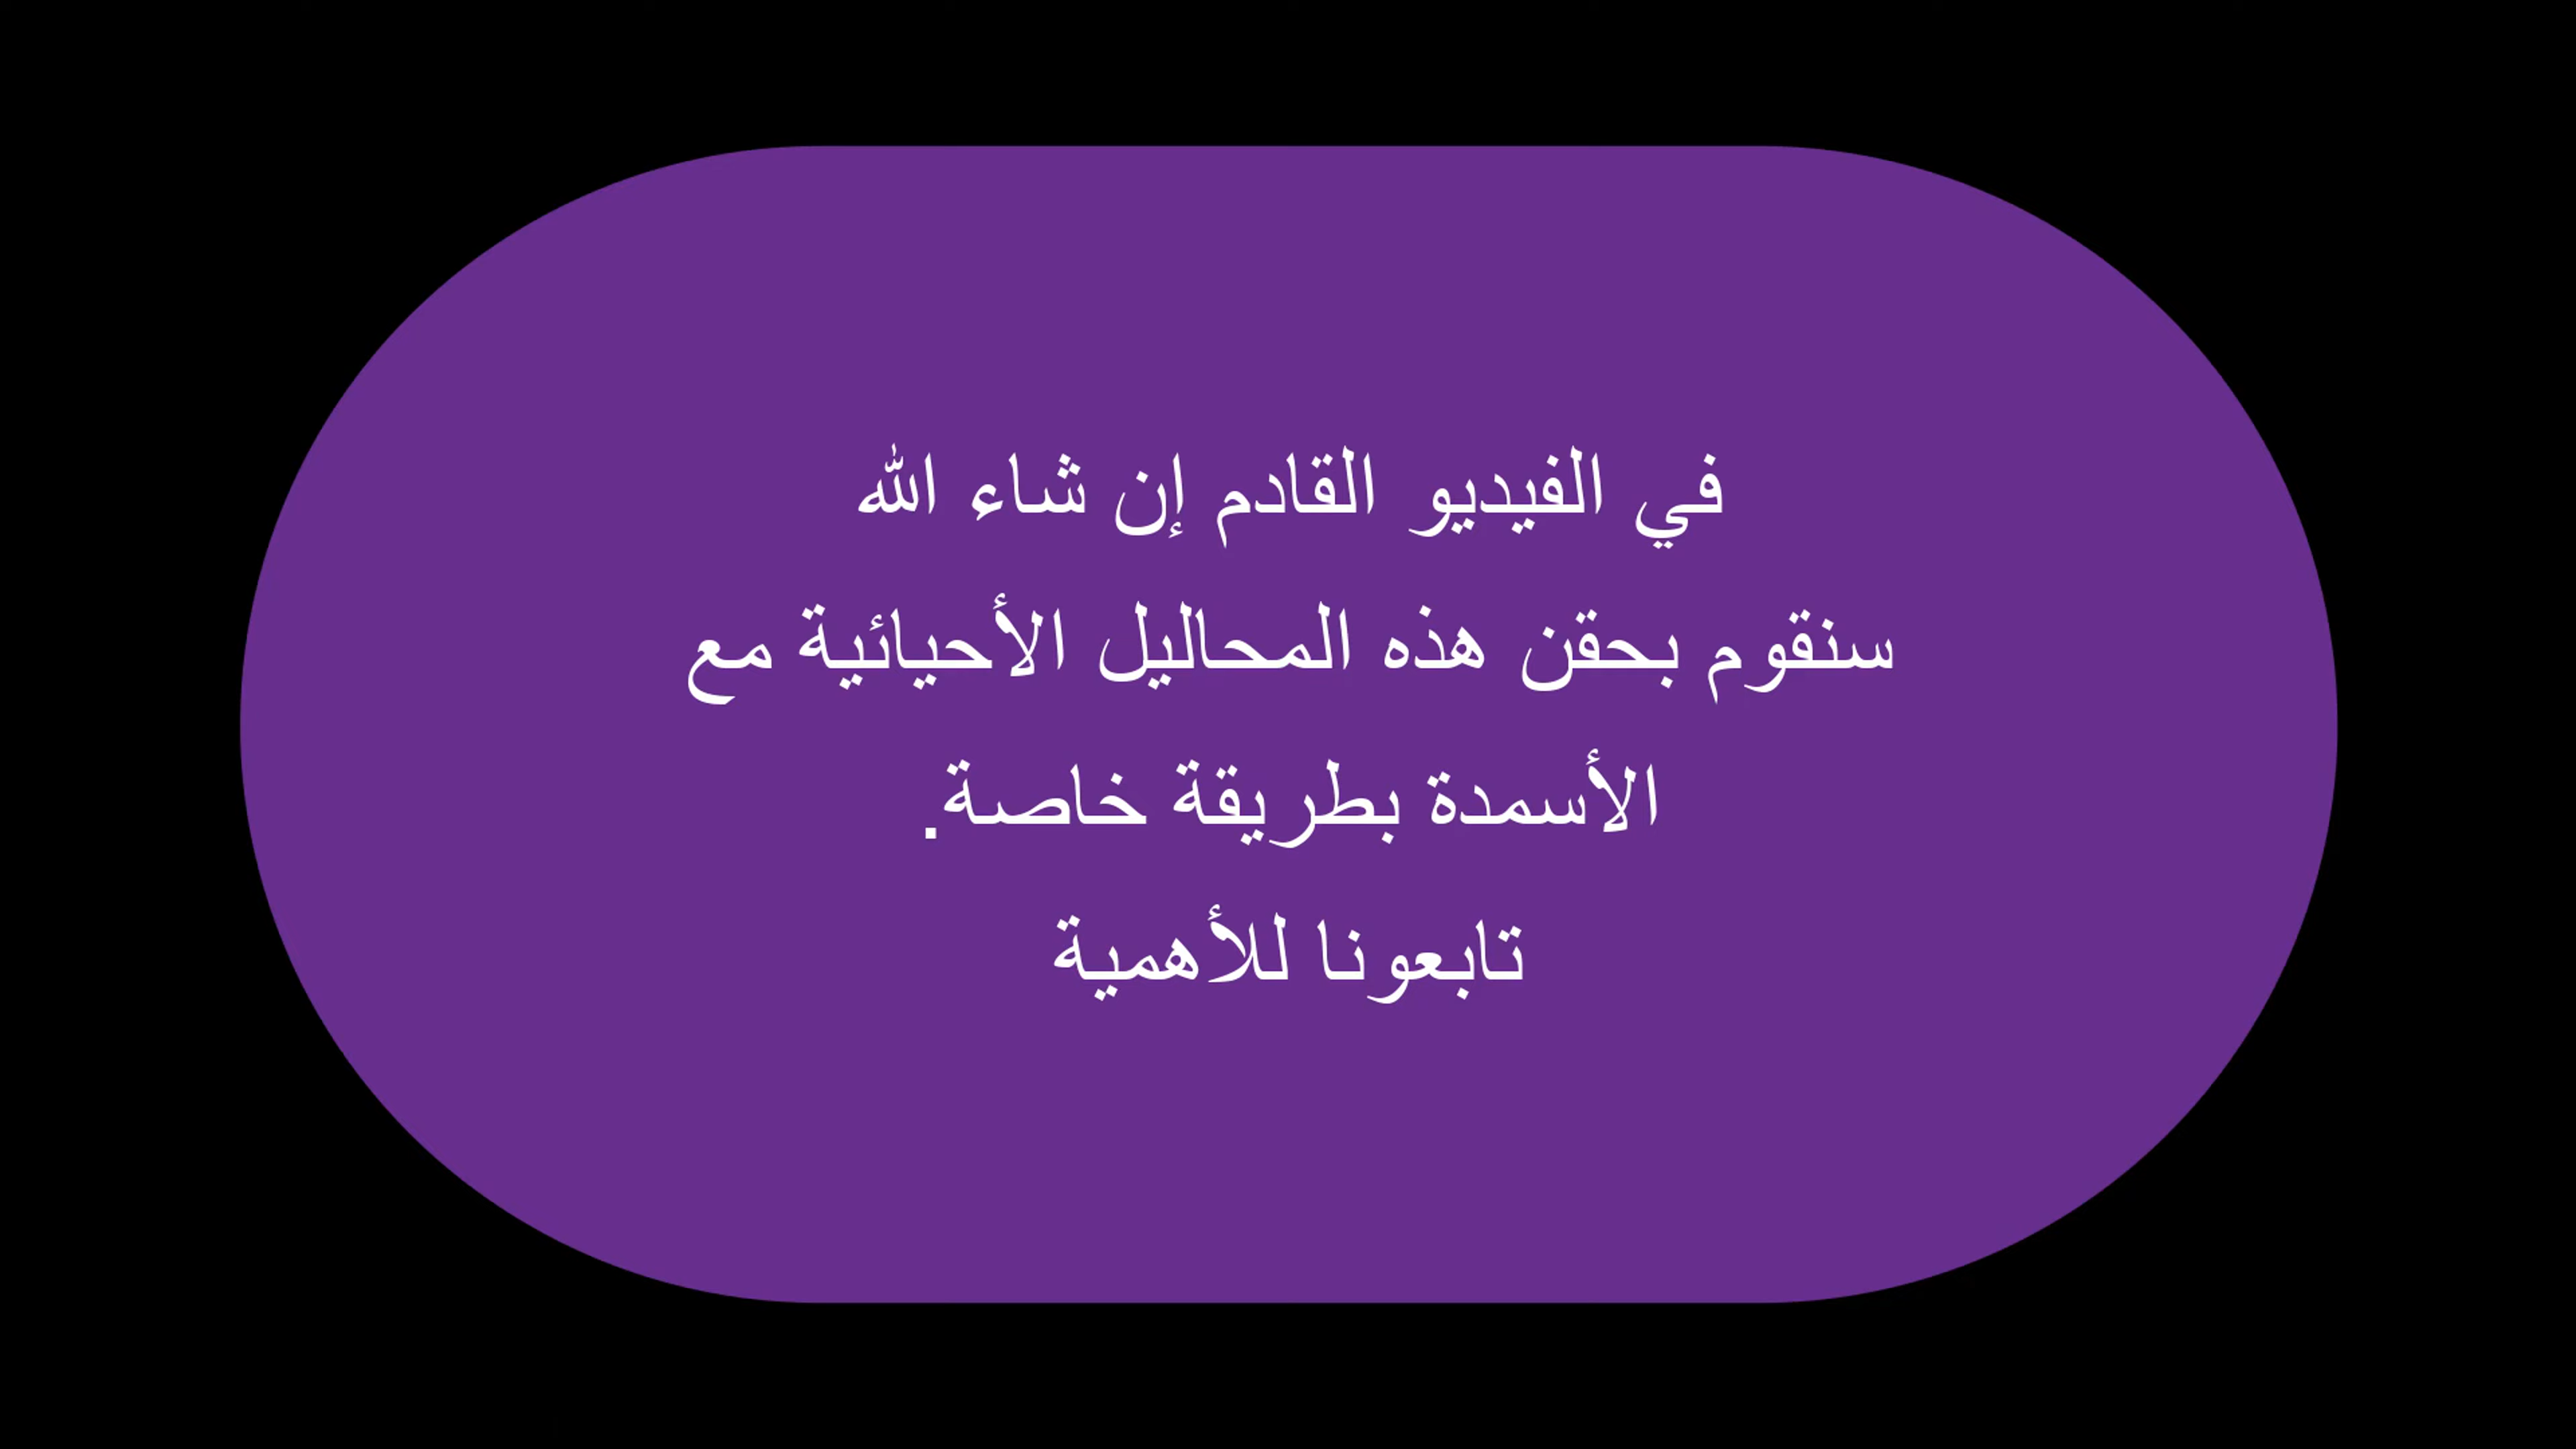 في الفيديو القادم إن شاء الله
سنقوم بحقن هذه المحاليل الأحيائية مع
الأسمدة بطريقة خاصة.
تابعونا للأهمية